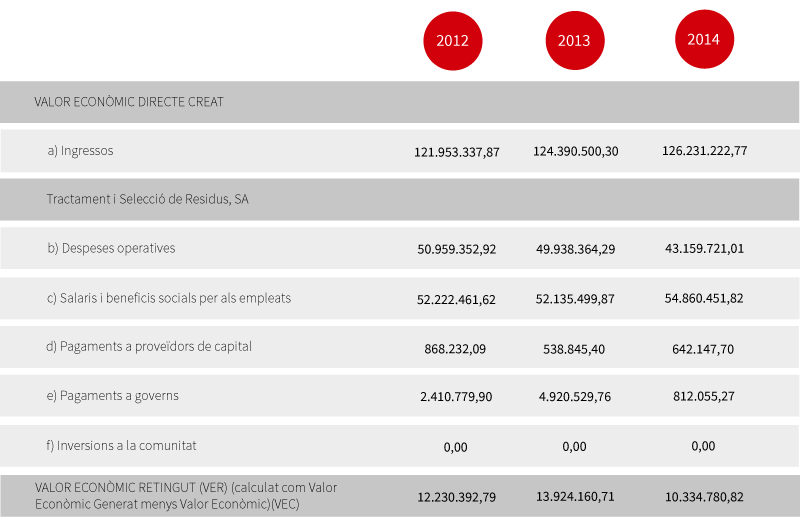 2012 2013 2014
VALOR ECONÒMIC DIRECTE CREAT
a) Ingressos 121.953.337,87 124.390.500,30 126.231.222,77
Tractament i Selecció de Residus, SA
b) Despeses operatives 50.959.352,92 49.938.364,29 43.159.721,01
c) Salaris i beneficis socials per als empleats 52.222.461,62 52.135.499,87 54.860.451,82
d) Pagaments a proveïdors de capital 868.232,09 538.845,40 642.147,70
e) Pagaments a governs 2.410.779,90 4.920.529,76 812.055,27
f) Inversions a la comunitat 0,00 0,00 0,00
VALOR ECONÒMIC RETINGUT (VER) (calculat com Valor
Econòmic Generat menys Valor Econòmic)(VEC) 12.230.392,79 13.924.160,71 10.334.780,82